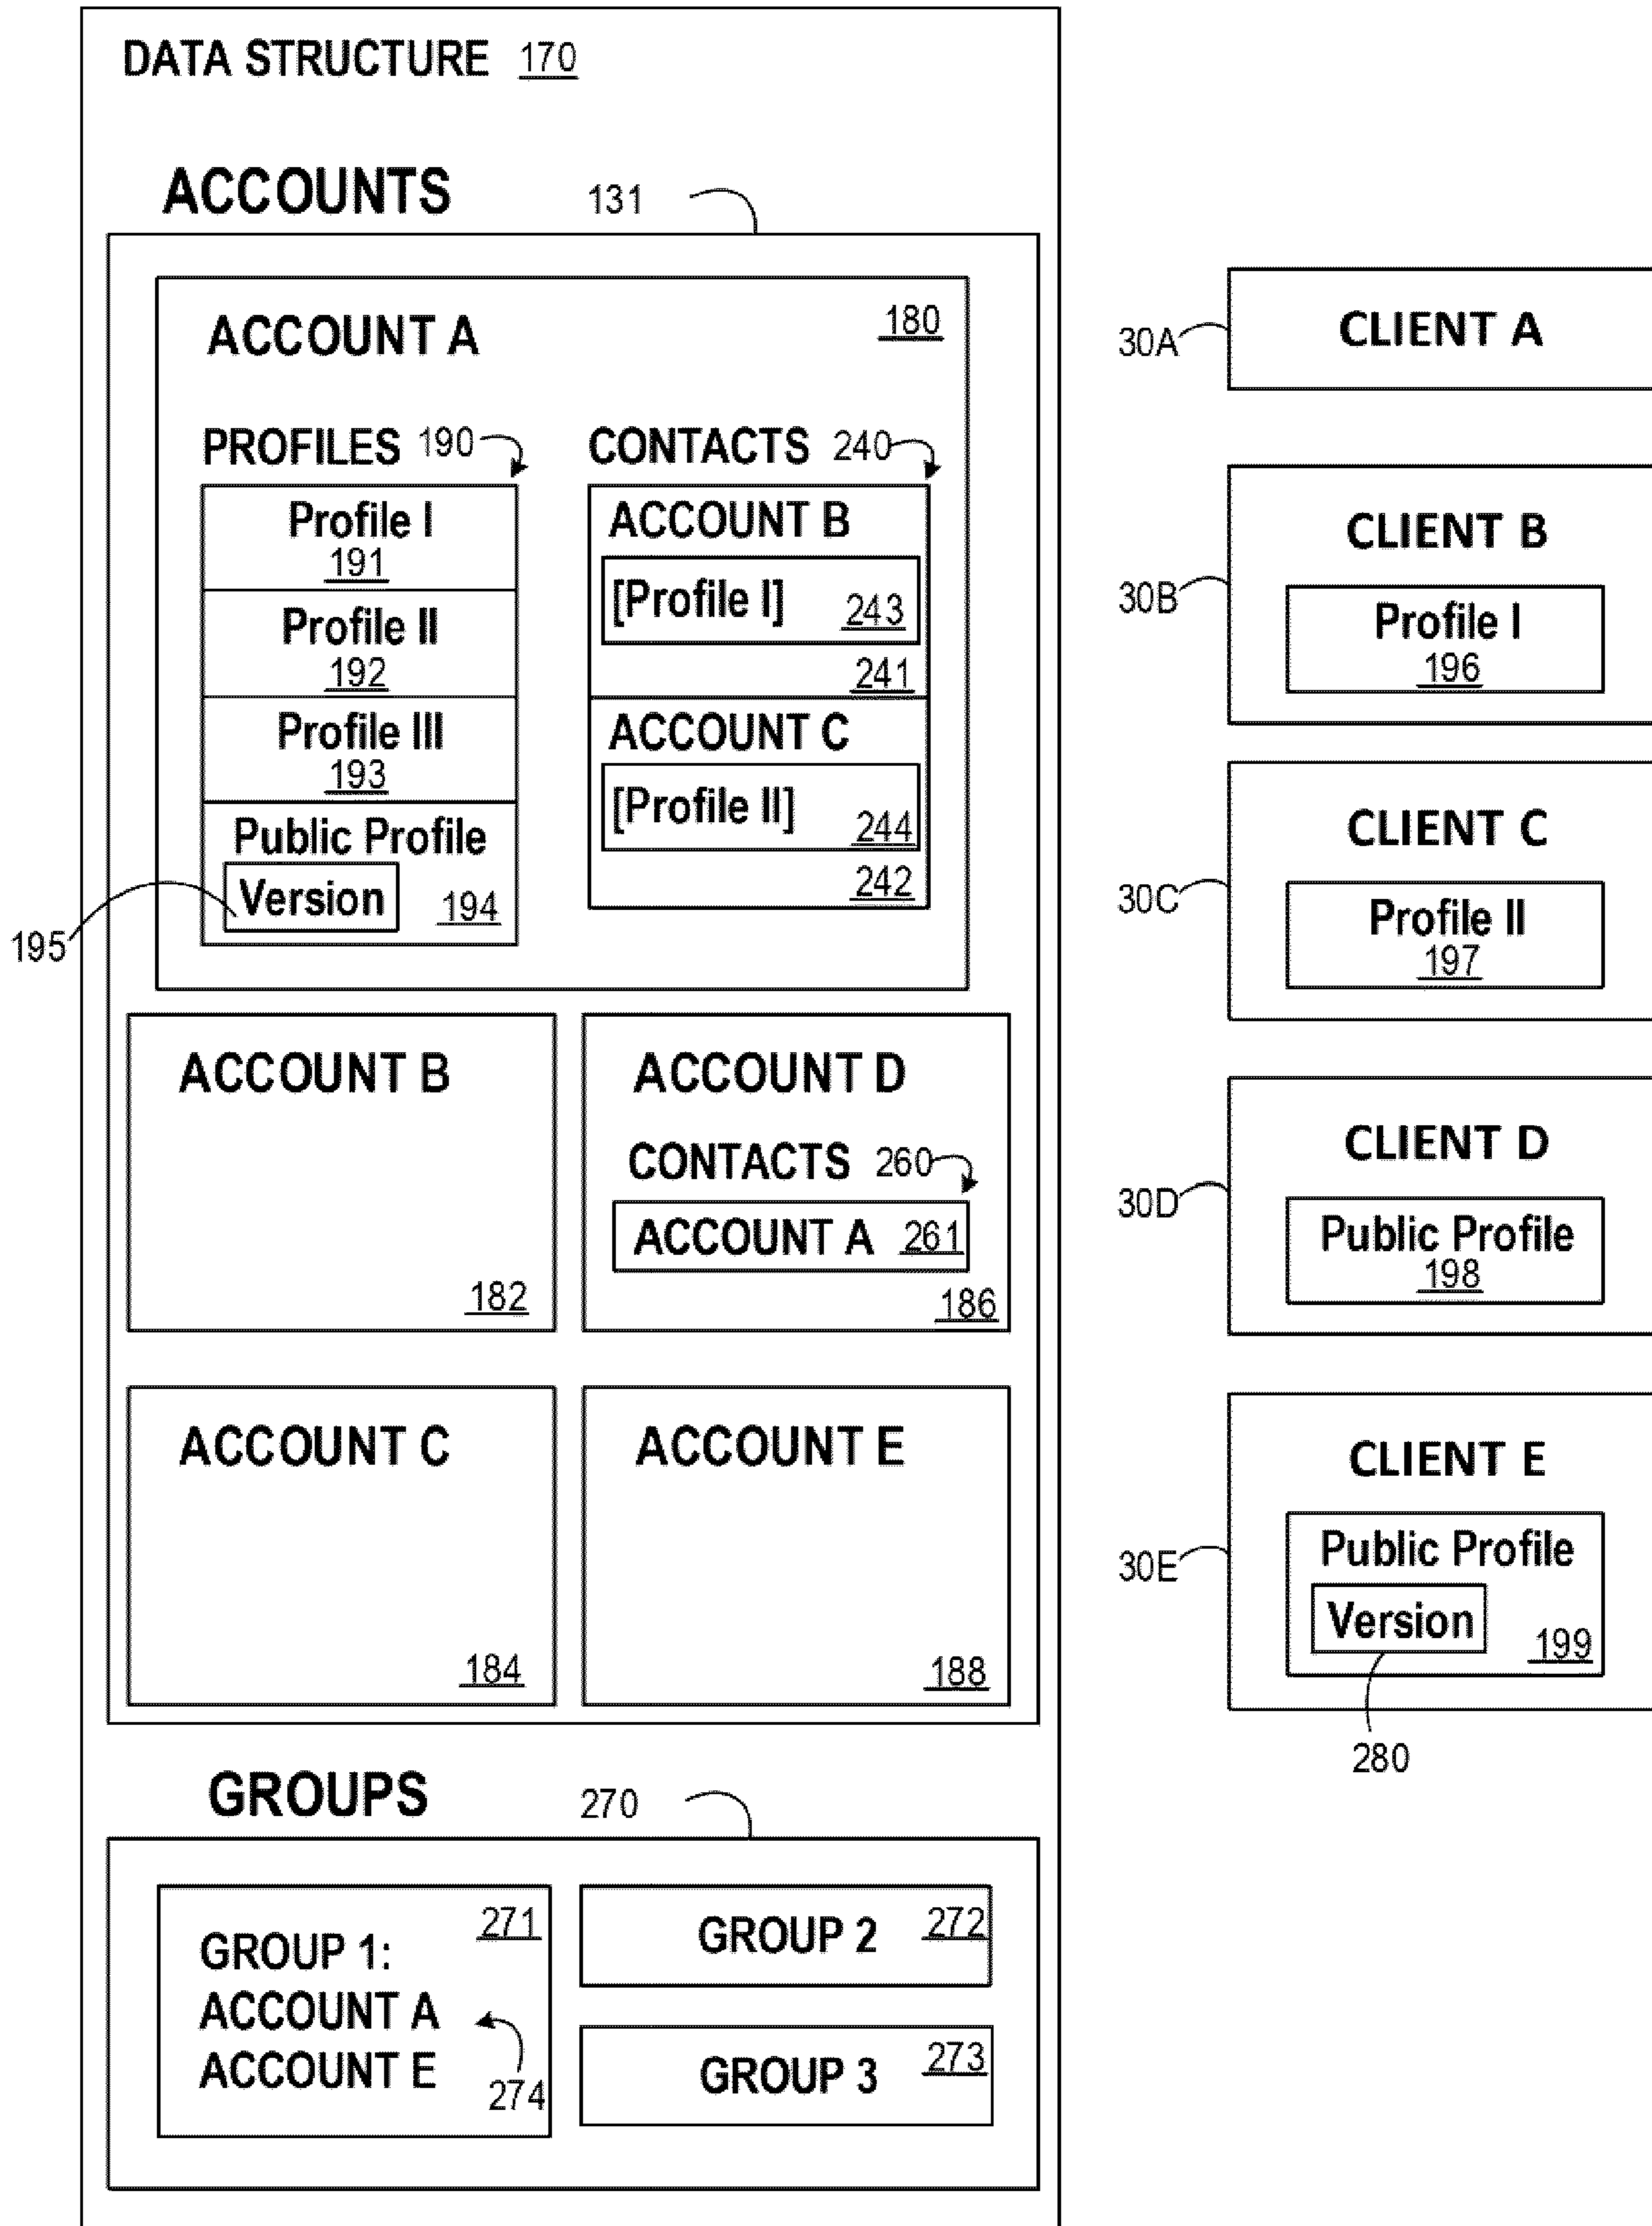 DATA STRUCTURE 170
ACCOUNTS 131
ACCOUNT A 180
PROFILES 190
Profile I
191
Profile II
192
Profile III
193
Public Profile
Version 194
195
CONTACTS 240
ACCOUNT B
[Profile I] 243
241
ACCOUNT C
[Profile II] 244
242
ACCOUNT B
182
ACCOUNT D
CONTACTS 260
ACCOUNT A 261
186
ACCOUNT C
184
ACCOUNT E
188
GROUPS 270
271
GROUP 1:
ACCOUNT A
ACCOUNT E
274
GROUP 2 272
GROUP 3 273
30A
CLIENT A
30B
CLIENT B
Profile I
196
30C
CLIENT C
Profile II
197
30D
CLIENT D
Public Profile
198
30E
CLIENT E
Public Profile
Version
199
280